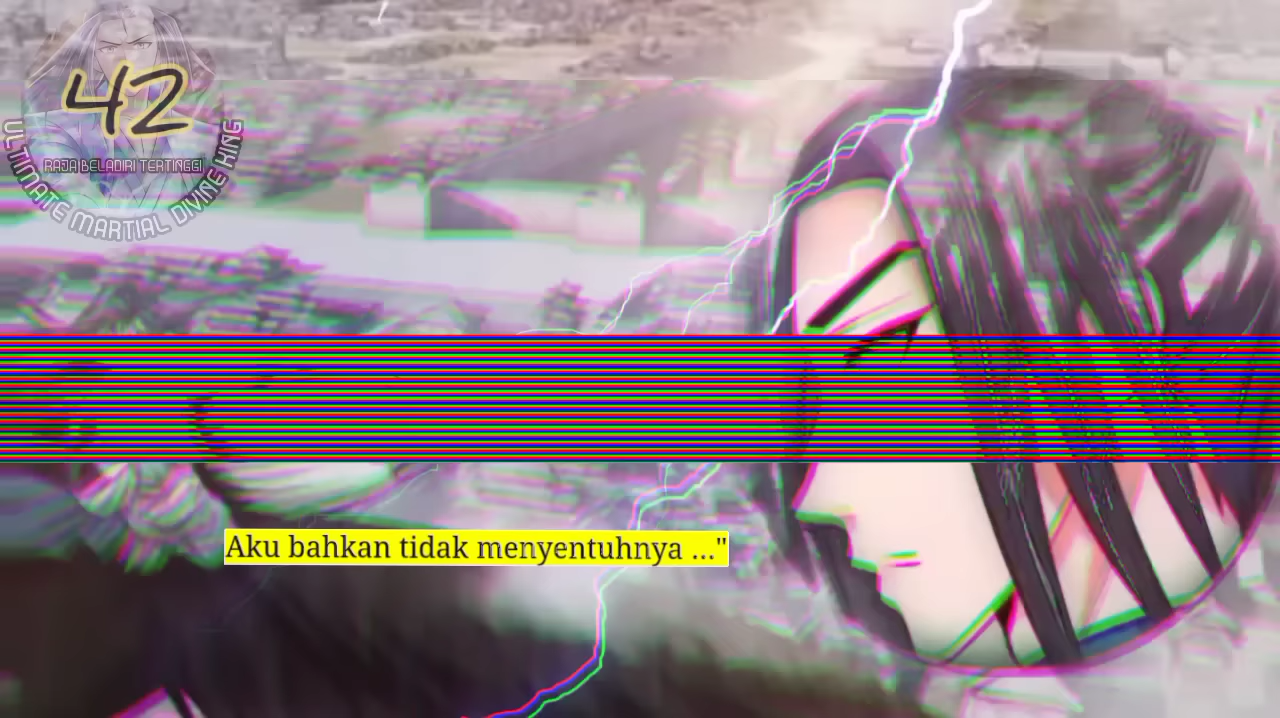 42
RAJA BELADIRI TERTINGGI
ULTIMATE MARTIAL DIVINE KING
Aku bahkan tidak menyentuhnya ..."